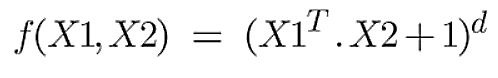 f(X1, X2) = (X1^T . X2 + 1)^d